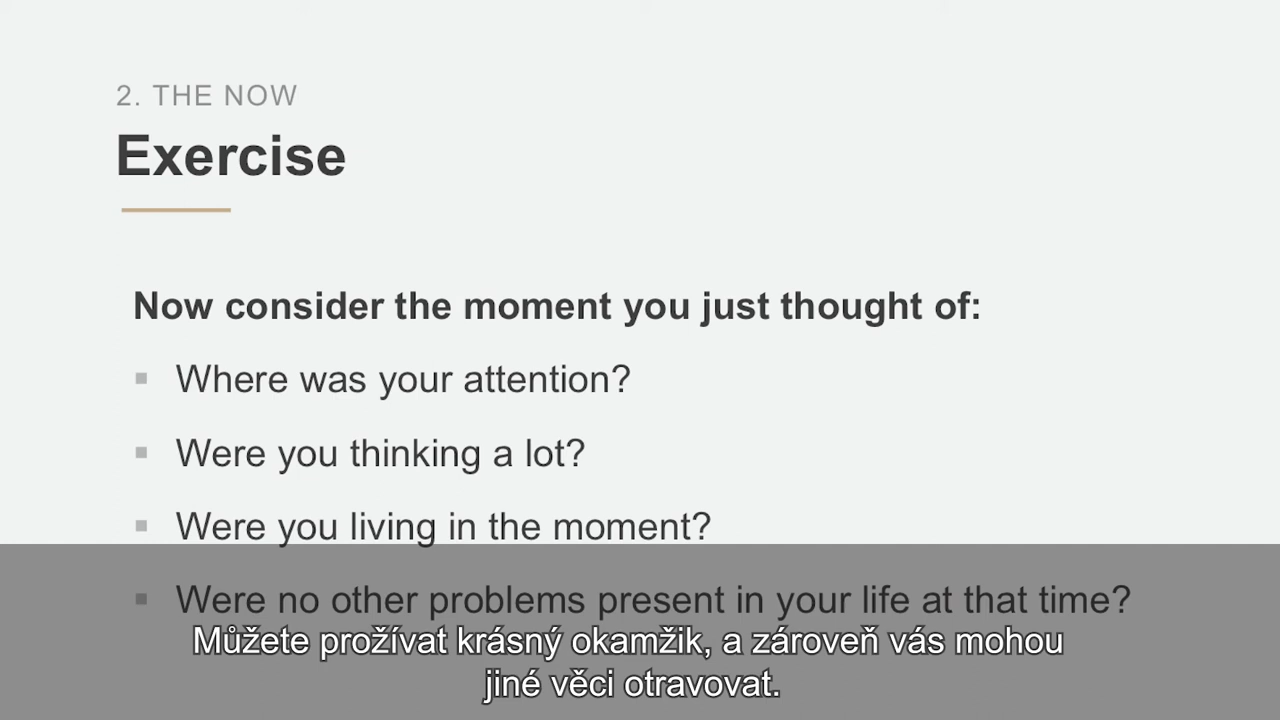 2. THE NOW
Exercise
Now consider the moment you just thought of:
▪ Where was your attention?
▪ Were you thinking a lot?
▪ Were you living in the moment?
▪ Were no other problems present in your life at that time?
Můžete prožívat krásný okamžik, a zároveň vás mohou
jiné věci otravovat.